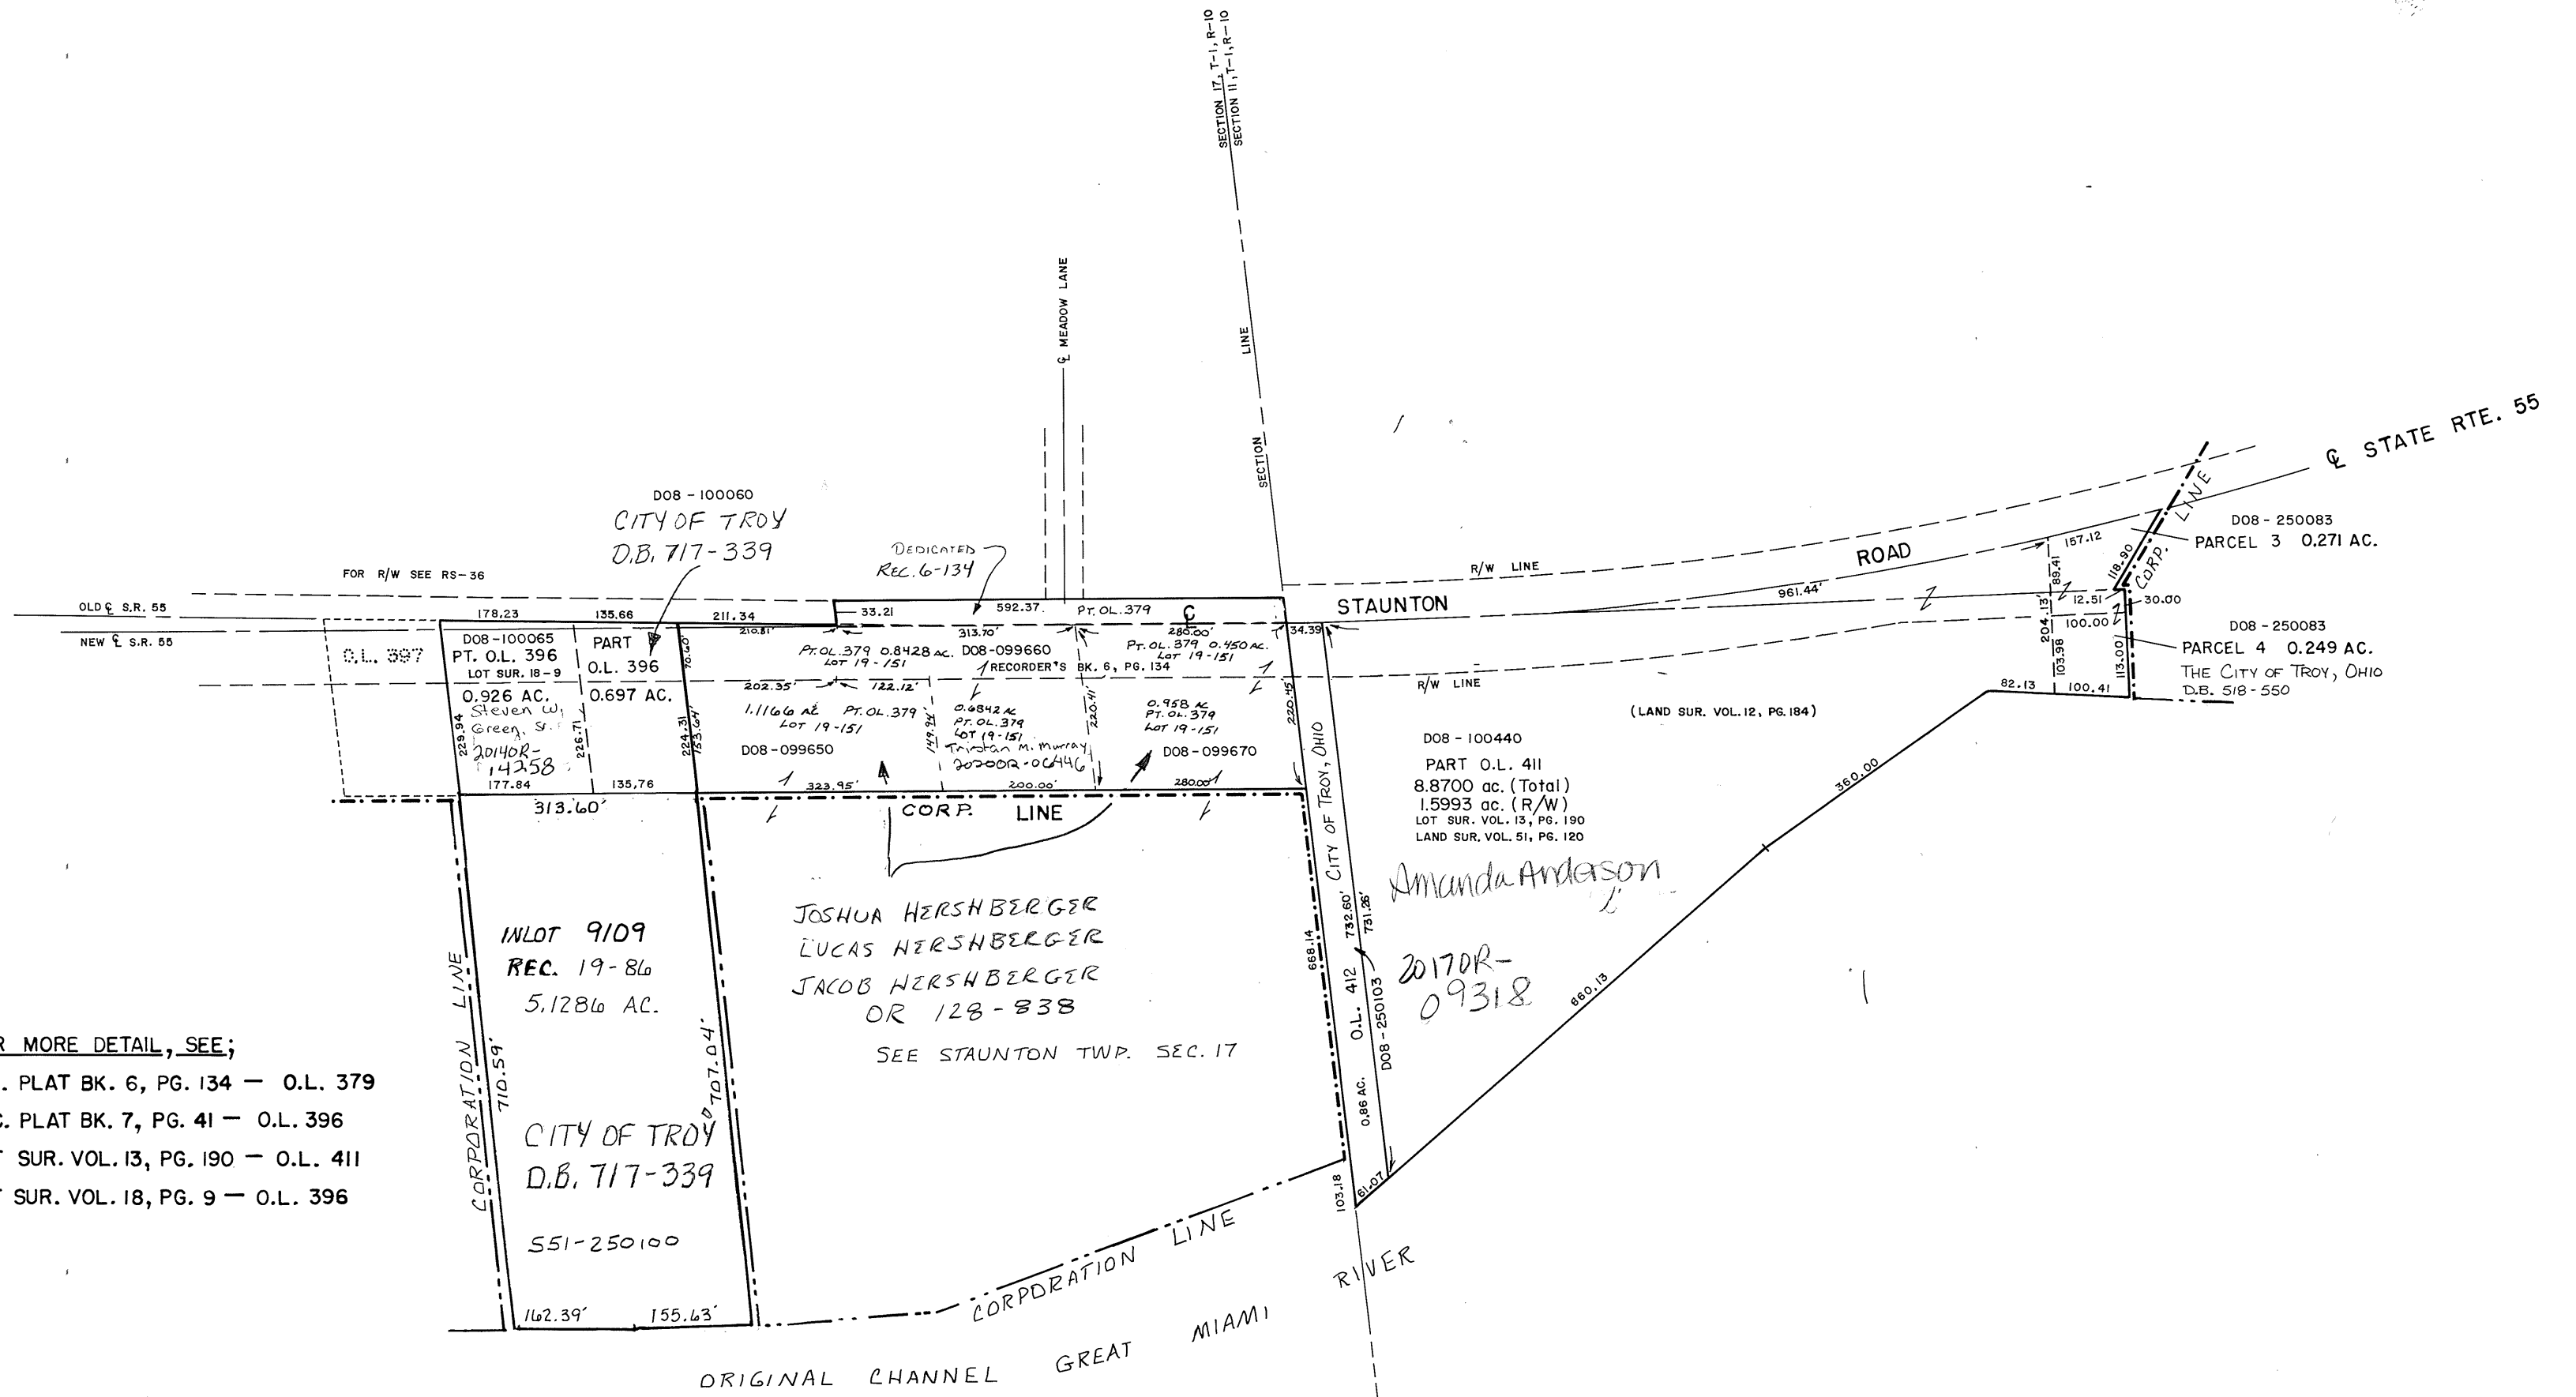 SECTION 17, T-1, R-10
SECTION 11, T-1, R-10
SECTION LINE
℄ MEADOW LANE
℄ STATE RTE. 55
D08-100060
CITY OF TROY
D.B. 717-339
DEDICATED
REC. 6-134
FOR R/W SEE RS-36
OLD ℄ S.R. 55
NEW ℄ S.R. 55
178.23
135.66
211.34
33.21
592.37
PT. OL. 379
℄
STAUNTON
ROAD
R/W LINE
961.44'
157.12
89.41
118.90
CORP. LINE
D08-250083
PARCEL 3 0.271 AC.
12.51
30.00
100.00
204.13'
103.98
113.00
82.13
100.41
D08-250083
PARCEL 4 0.249 AC.
THE CITY OF TROY, OHIO
D.B. 518-550
O.L. 397
D08-100065
PT. O.L. 396
LOT SUR. 18-9
0.926 AC.
Steven W.
Green, Sr.
2014OR-
14258
229.94
226.71
177.84
PART
O.L. 396
0.697 AC.
135.76
313.60'
70.60'
224.31
153.64'
210.81'
313.70'
280.00'
34.39
PT. OL. 379 0.8428 AC. D08-099660
LOT 19-151
PT. OL. 379 0.450 AC.
LOT 19-151
RECORDER'S BK. 6, PG. 134
202.35'
122.12'
1.1166 AC PT. OL. 379
LOT 19-151
D08-099650
149.94'
0.6842 AC
PT. OL. 379
LOT 19-151
Tristan M. Murray
2020OR-06446
220.41'
0.958 AC
PT. OL. 379
LOT 19-151
D08-099670
220.45'
323.95'
200.00'
280.00'
CORP. LINE
R/W LINE
(LAND SUR. VOL. 12, PG. 184)
D08-100440
PART O.L. 411
8.8700 ac. (Total)
1.5993 ac. (R/W)
LOT SUR. VOL. 13, PG. 190
LAND SUR. VOL. 51, PG. 120
Amanda Anderson
2017OR-
09318
360.00
660.13
INLOT 9109
REC. 19-86
5.1286 AC.
CITY OF TROY
D.B. 717-339
S51-250100
CORPORATION LINE
710.59'
707.04'
162.39'
155.63'
JOSHUA HERSHBERGER
LUCAS HERSHBERGER
JACOB HERSHBERGER
OR 128-838
SEE STAUNTON TWP. SEC. 17
668.14
0.86 AC. O.L. 412 CITY OF TROY, OHIO
732.60'
731.26'
D08-250103
103.18
61.07
CORPORATION LINE
ORIGINAL CHANNEL GREAT MIAMI RIVER
R MORE DETAIL, SEE;
. PLAT BK. 6, PG. 134 — O.L. 379
C. PLAT BK. 7, PG. 41 — O.L. 396
T SUR. VOL. 13, PG. 190 — O.L. 411
T SUR. VOL. 18, PG. 9 — O.L. 396